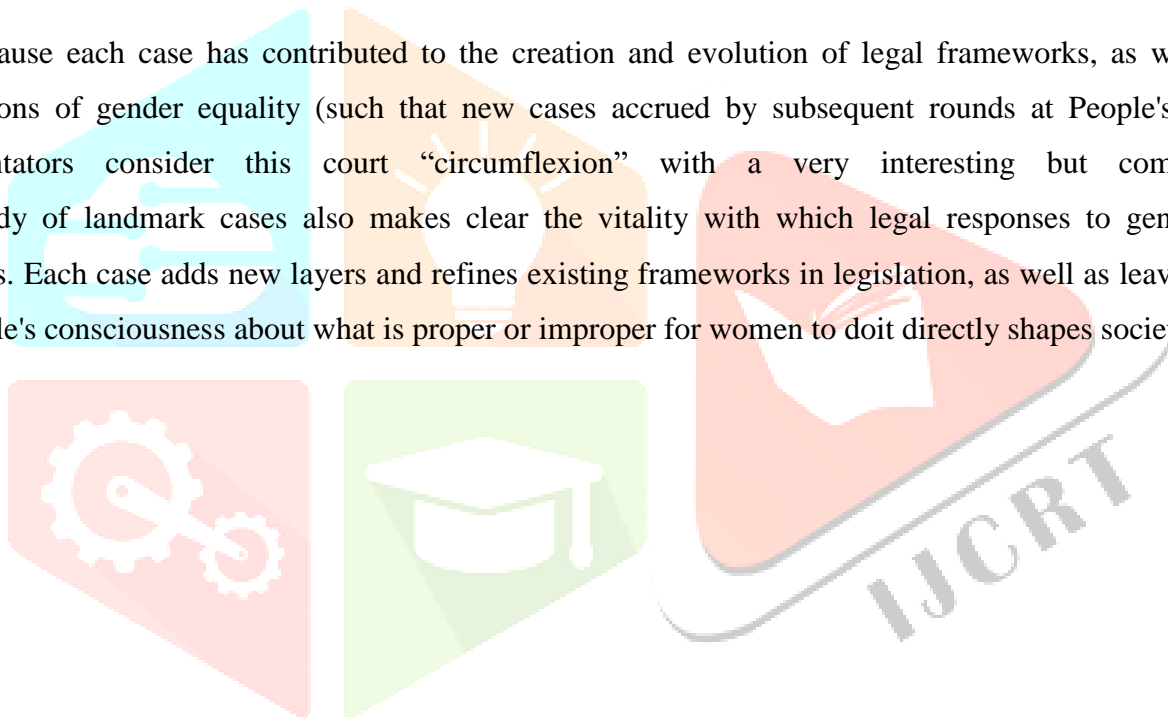 ause each case has contributed to the creation and evolution of legal frameworks, as w
ons of gender equality (such that new cases accrued by subsequent rounds at People's
ntators consider this court “circumflexion” with a very interesting but com
dy of landmark cases also makes clear the vitality with which legal responses to gen
s. Each case adds new layers and refines existing frameworks in legislation, as well as leav
le's consciousness about what is proper or improper for women to doit directly shapes socie
IJCRT